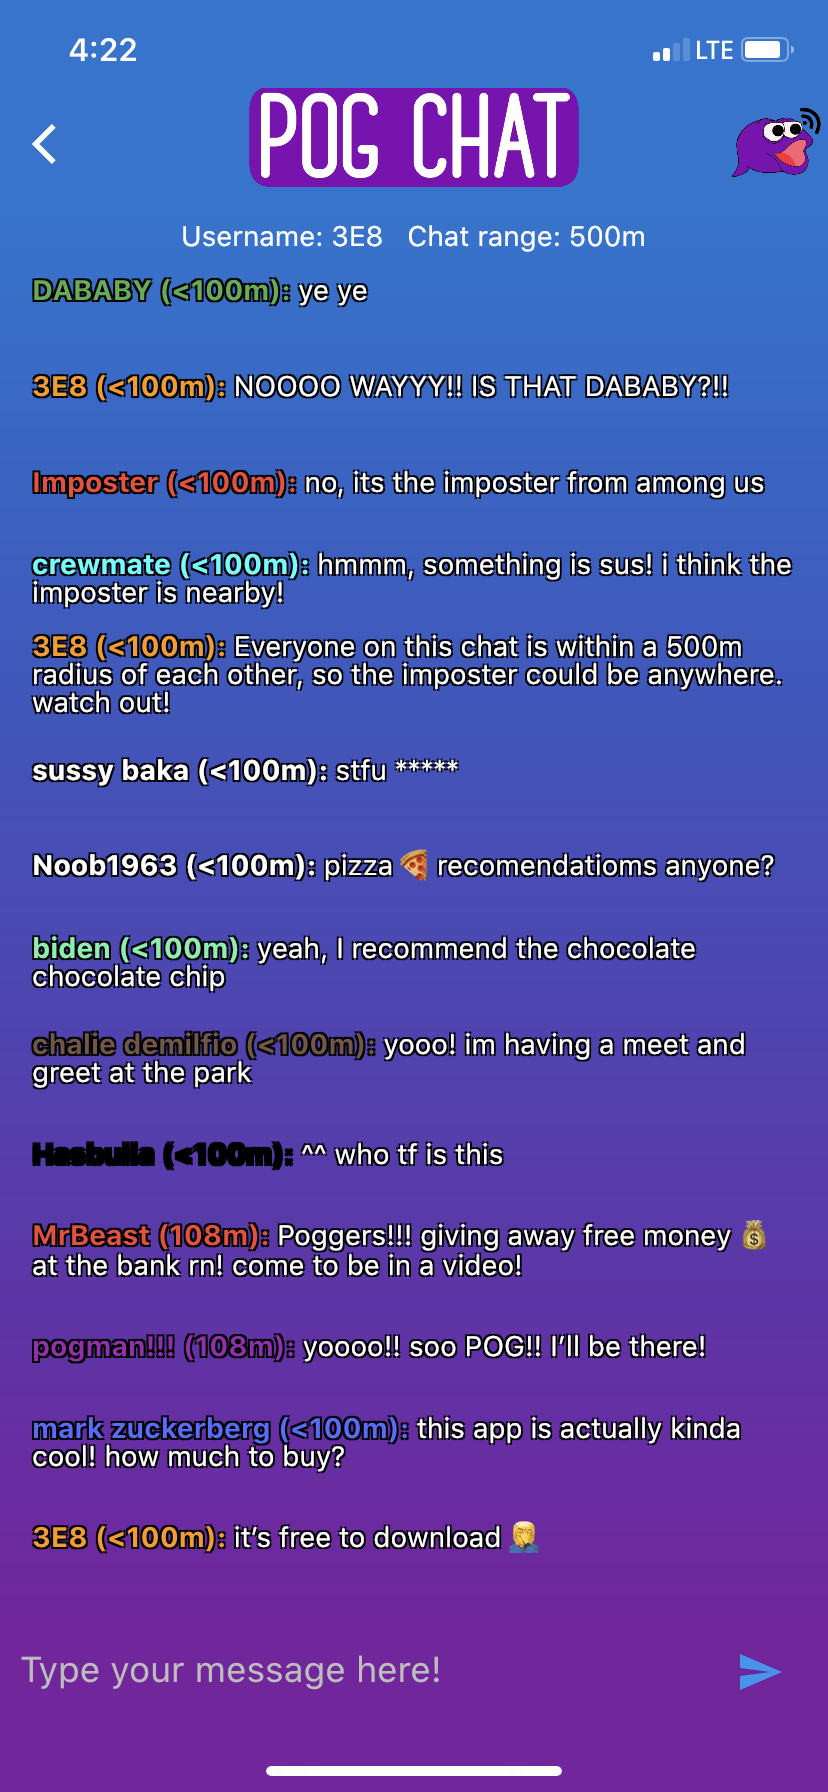 4:22
LTE
POG CHAT
Username: 3E8 Chat range: 500m
DABABY (<100m): ye ye
3E8 (<100m): NOOOO WAYYY!! IS THAT DABABY?!!
Imposter (<100m): no, its the imposter from among us
crewmate (<100m): hmmm, something is sus! i think the
imposter is nearby!
3E8 (<100m): Everyone on this chat is within a 500m
radius of each other, so the imposter could be anywhere.
watch out!
sussy baka (<100m): stfu *****
Noob1963 (<100m): pizza 🍕 recomendatioms anyone?
biden (<100m): yeah, I recommend the chocolate
chocolate chip
chalie demilfio (<100m): yooo! im having a meet and
greet at the park
Hasbulla (<100m): ^^ who tf is this
MrBeast (108m): Poggers!!! giving away free money 💰
at the bank rn! come to be in a video!
pogman!!! (108m): yoooo!! soo POG!! I'll be there!
mark zuckerberg (<100m): this app is actually kinda
cool! how much to buy?
3E8 (<100m): it's free to download 🤦‍♂️
Type your message here!